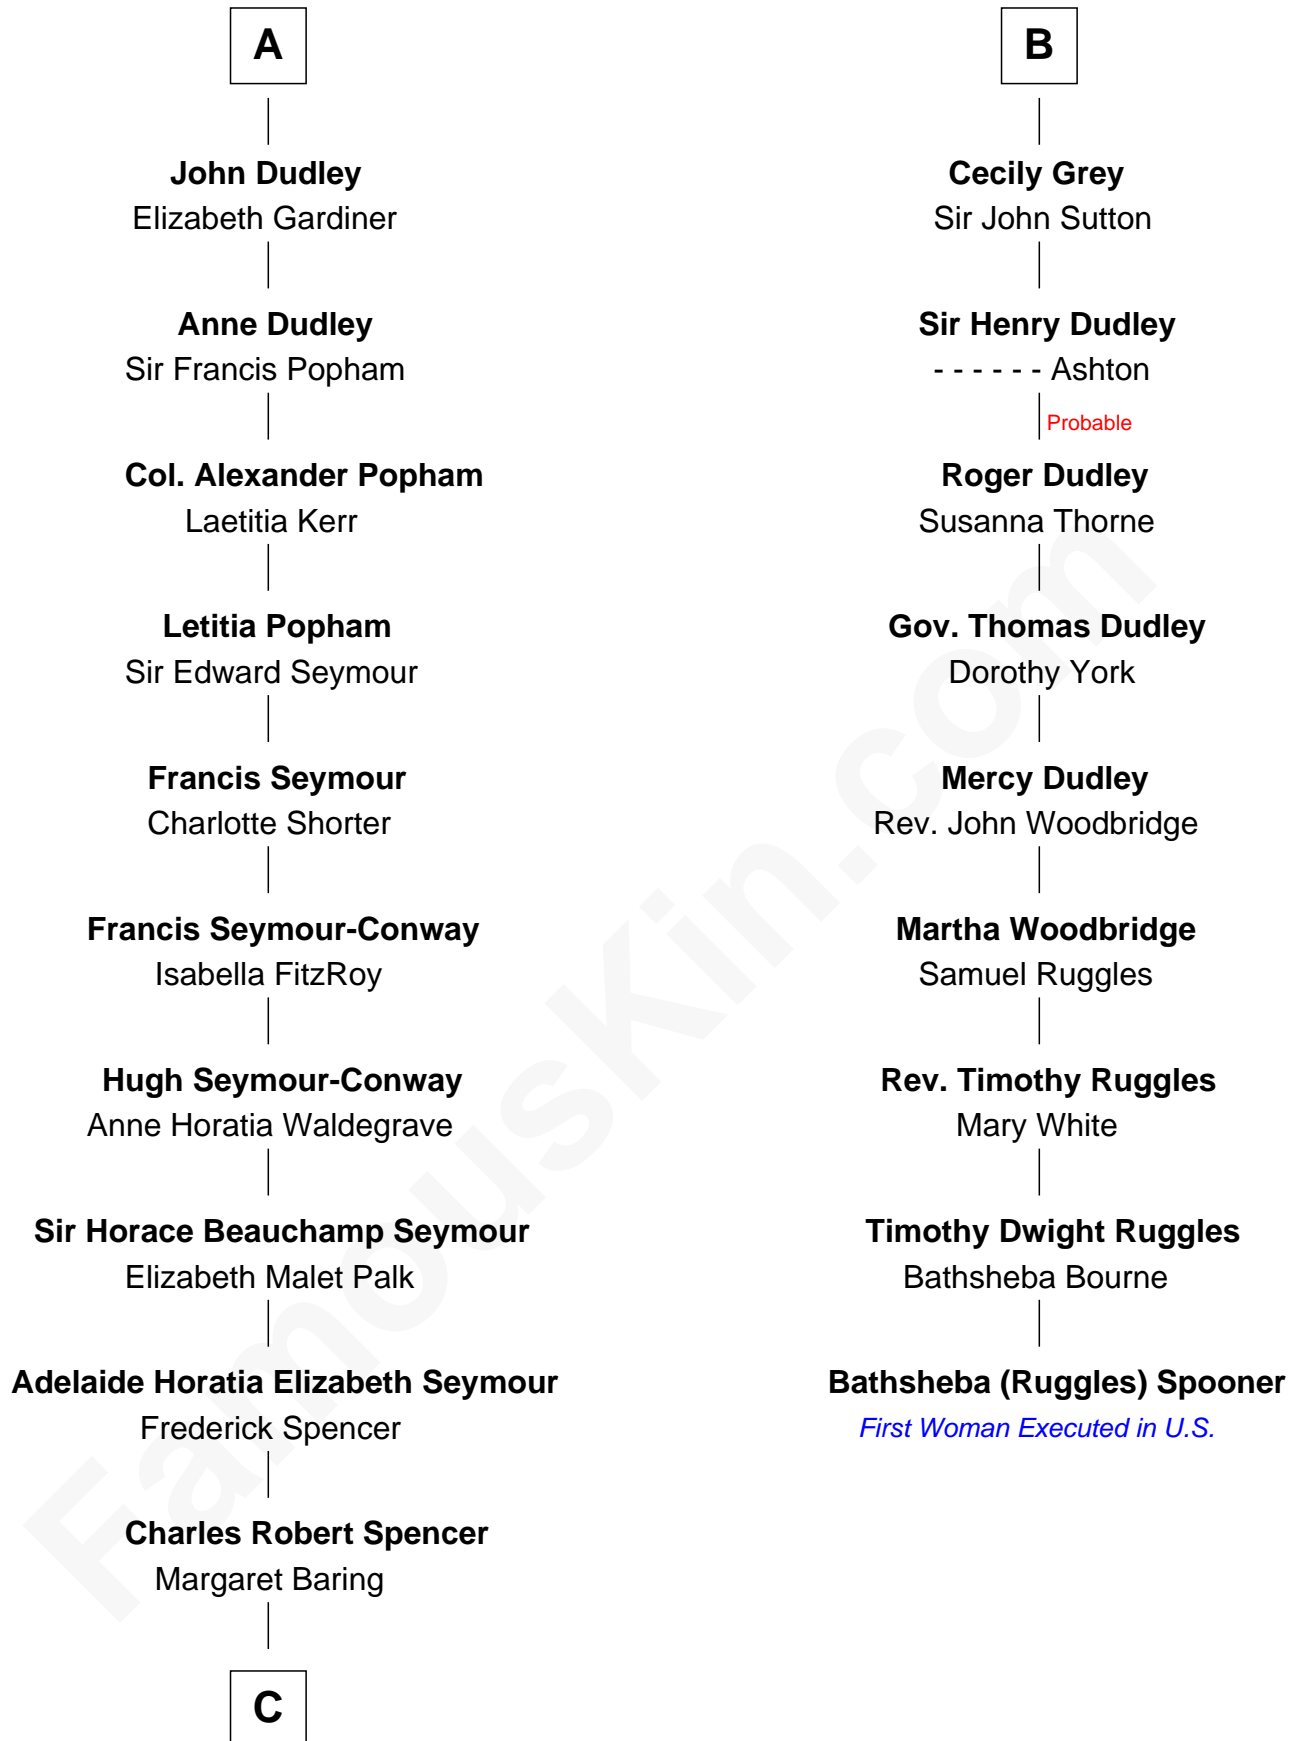 A
John Dudley
Elizabeth Gardiner
Anne Dudley
Sir Francis Popham
Col. Alexander Popham
Laetitia Kerr
Letitia Popham
Sir Edward Seymour
Francis Seymour
Charlotte Shorter
Francis Seymour-Conway
Isabella FitzRoy
Hugh Seymour-Conway
Anne Horatia Waldegrave
Sir Horace Beauchamp Seymour
Elizabeth Malet Palk
Adelaide Horatia Elizabeth Seymour
Frederick Spencer
Charles Robert Spencer
Margaret Baring
C
B
Cecily Grey
Sir John Sutton
Sir Henry Dudley
- - - - - - Ashton
Probable
Roger Dudley
Susanna Thorne
Gov. Thomas Dudley
Dorothy York
Mercy Dudley
Rev. John Woodbridge
Martha Woodbridge
Samuel Ruggles
Rev. Timothy Ruggles
Mary White
Timothy Dwight Ruggles
Bathsheba Bourne
Bathsheba (Ruggles) Spooner
First Woman Executed in U.S.
FamousKin.com